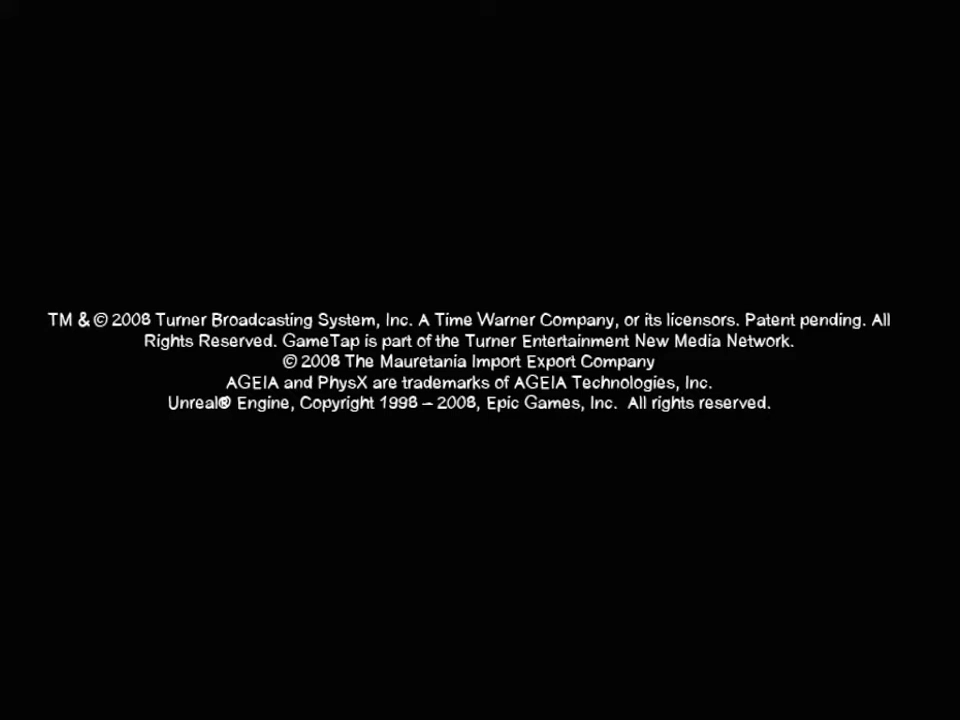 TM & © 2008 Turner Broadcasting System, Inc. A Time Warner Company, or its licensors. Patent pending. All
Rights Reserved. GameTap is part of the Turner Entertainment New Media Network.
© 2008 The Mauretania Import Export Company
AGEIA and PhysX are trademarks of AGEIA Technologies, Inc.
Unreal® Engine, Copyright 1998 – 2008, Epic Games, Inc. All rights reserved.